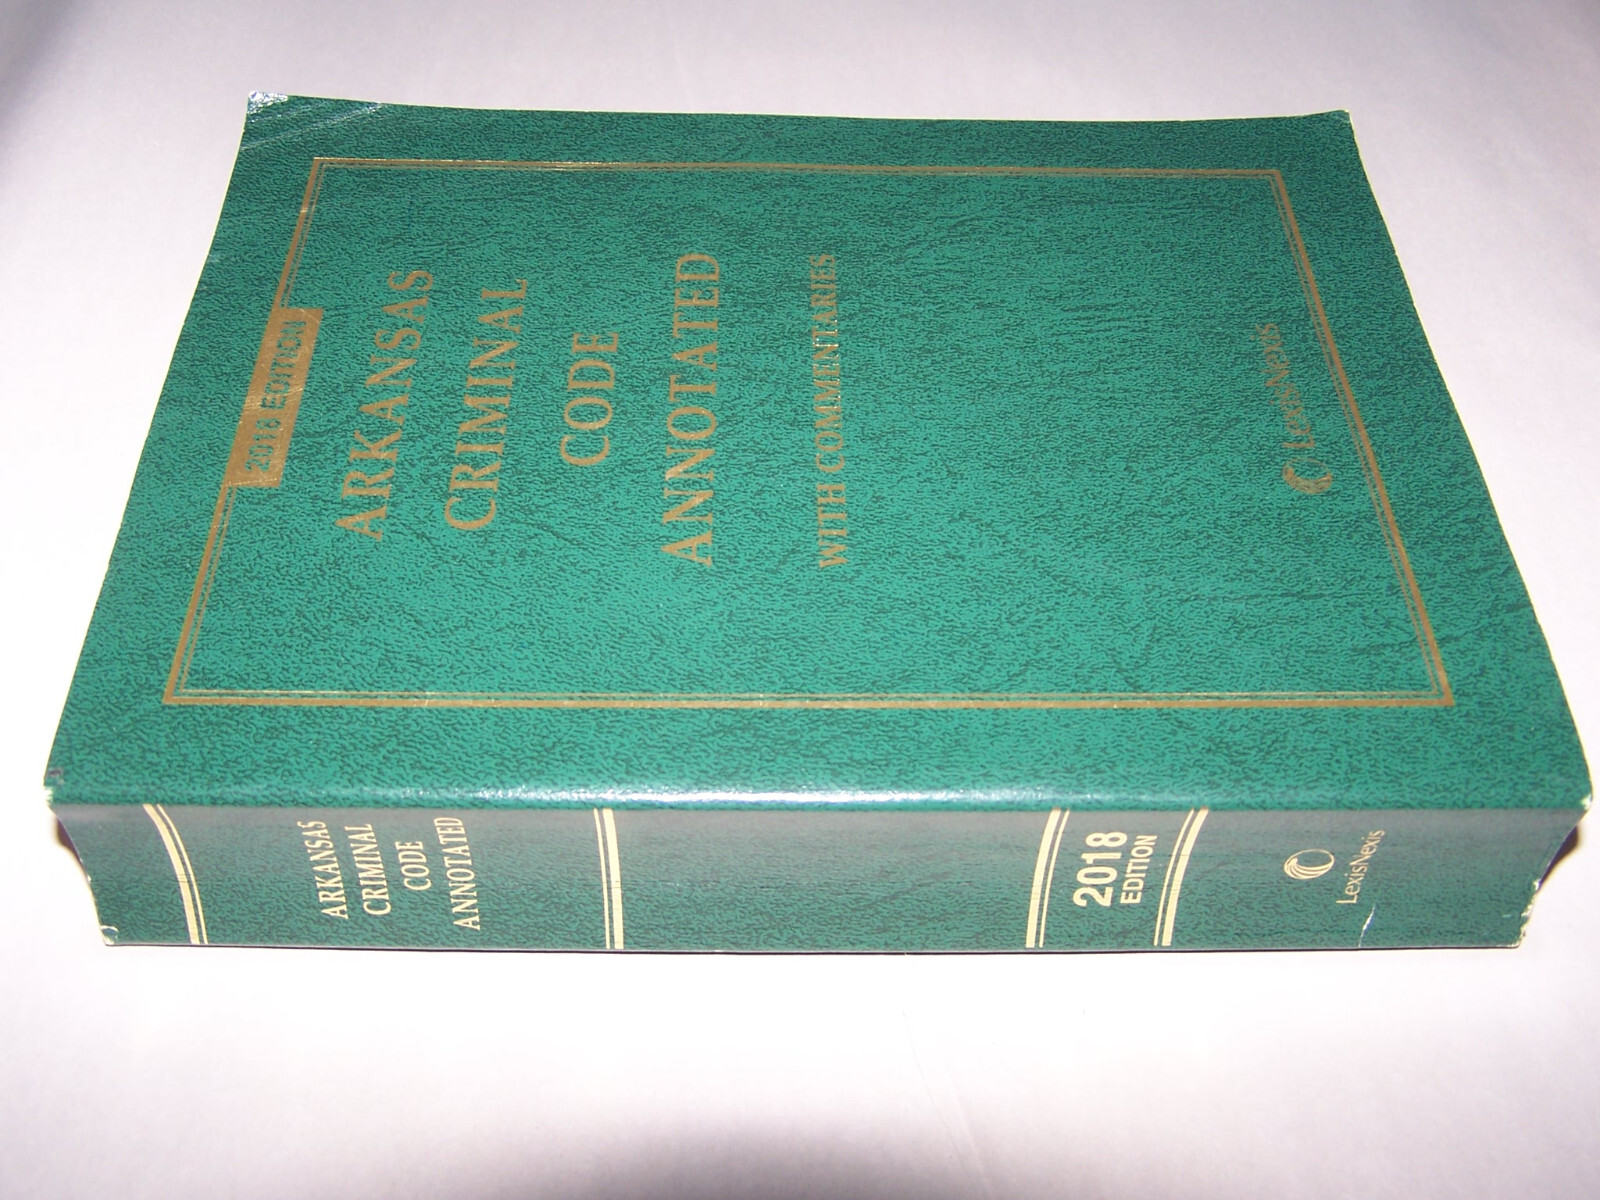 2018 EDITION
ARKANSAS
CRIMINAL
CODE
ANNOTATED
WITH COMMENTARIES
LexisNexis
ARKANSAS
CRIMINAL
CODE
ANNOTATED
2018
EDITION
LexisNexis